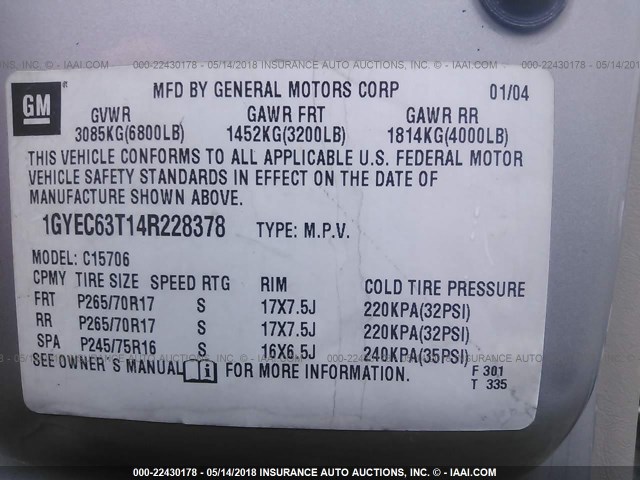 000-22430178 - 05/14/2018 INSURANCE AUTO AUCTIONS, INC. - © IAAI.COM
GM
®
MFD BY GENERAL MOTORS CORP 01/04
GVWR GAWR FRT GAWR RR
3085KG(6800LB) 1452KG(3200LB) 1814KG(4000LB)
THIS VEHICLE CONFORMS TO ALL APPLICABLE U.S. FEDERAL MOTOR
VEHICLE SAFETY STANDARDS IN EFFECT ON THE DATE OF
MANUFACTURE SHOWN ABOVE.
1GYEC63T14R228378 TYPE: M.P.V.
MODEL: C15706
CPMY TIRE SIZE SPEED RTG RIM COLD TIRE PRESSURE
FRT P265/70R17 S 17X7.5J 220KPA(32PSI)
RR P265/70R17 S 17X7.5J 220KPA(32PSI)
SPA P245/75R16 S 16X6.5J 240KPA(35PSI)
SEE OWNER'S MANUAL FOR MORE INFORMATION.
F 301
T 335
000-22430178 - 05/14/2018 INSURANCE AUTO AUCTIONS, INC. - © IAAI.COM